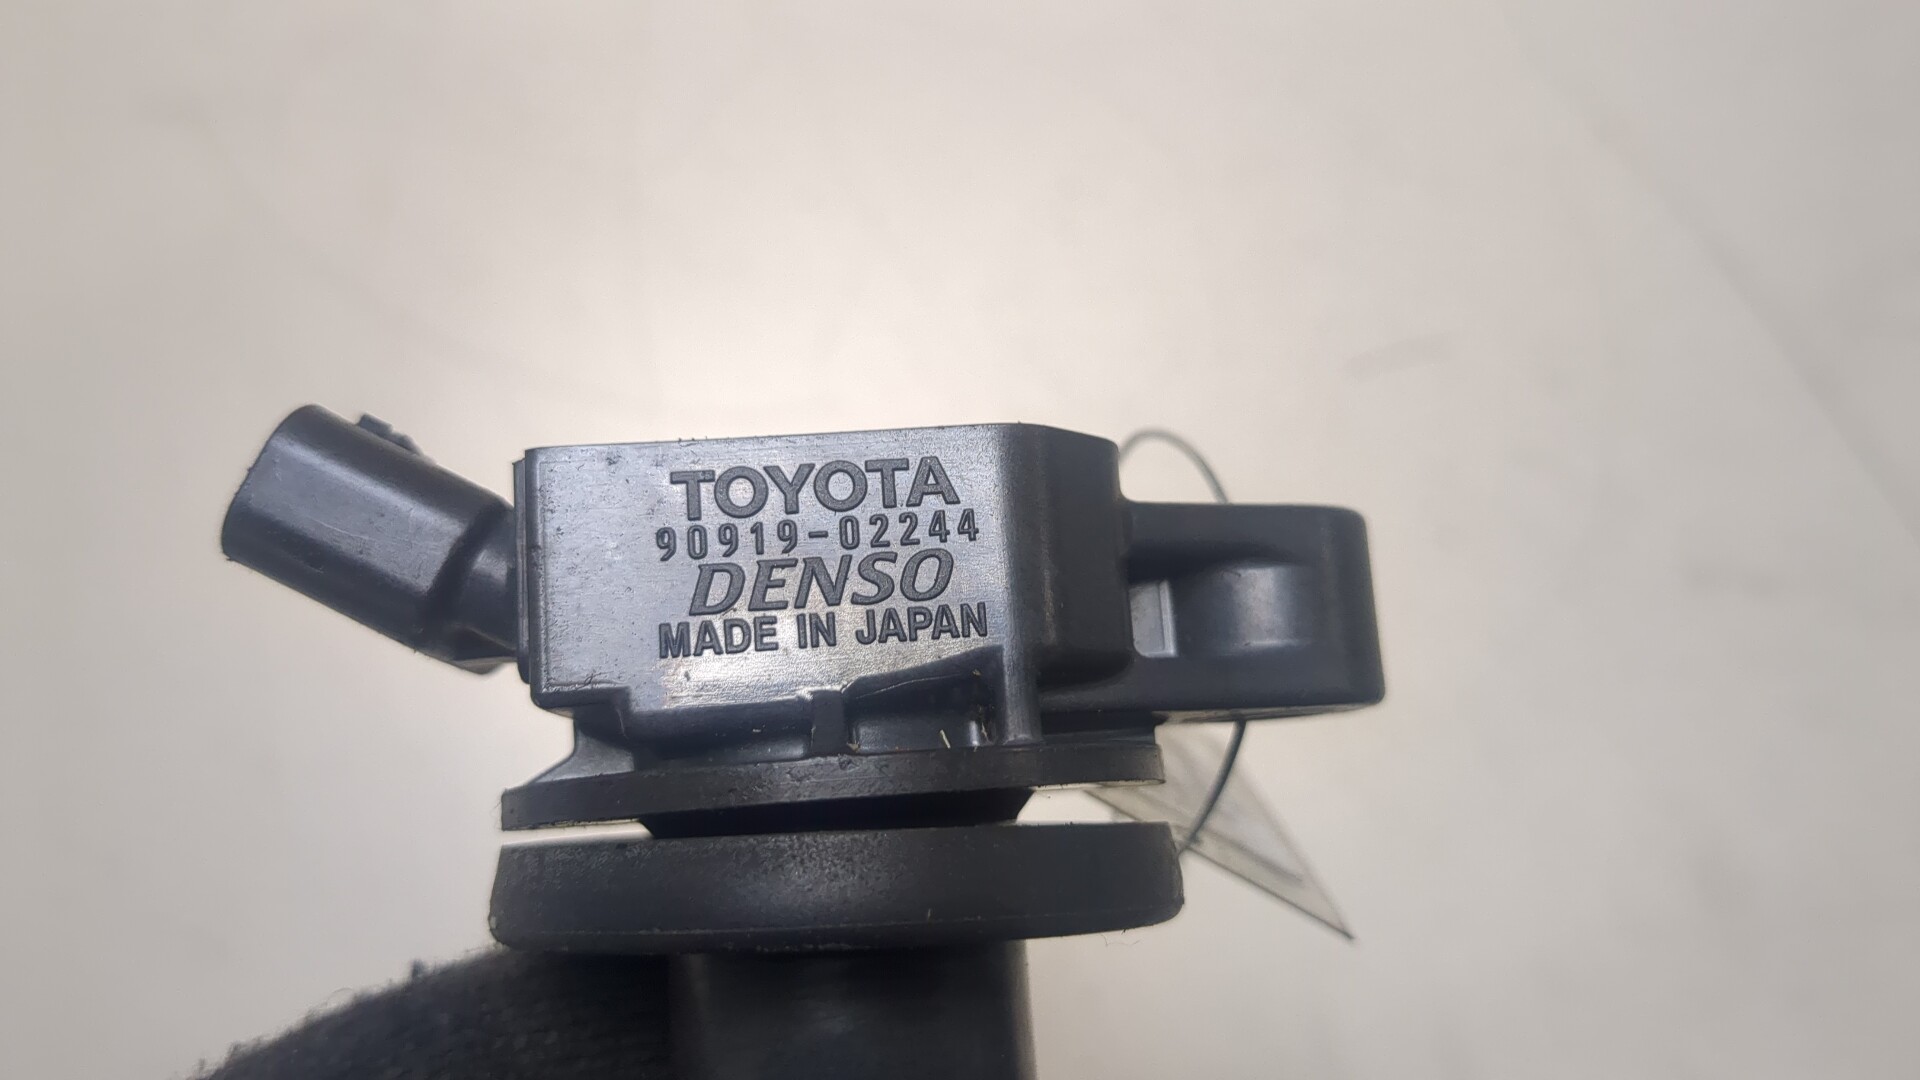 TOYOTA
90919-02244
DENSO
MADE IN JAPAN